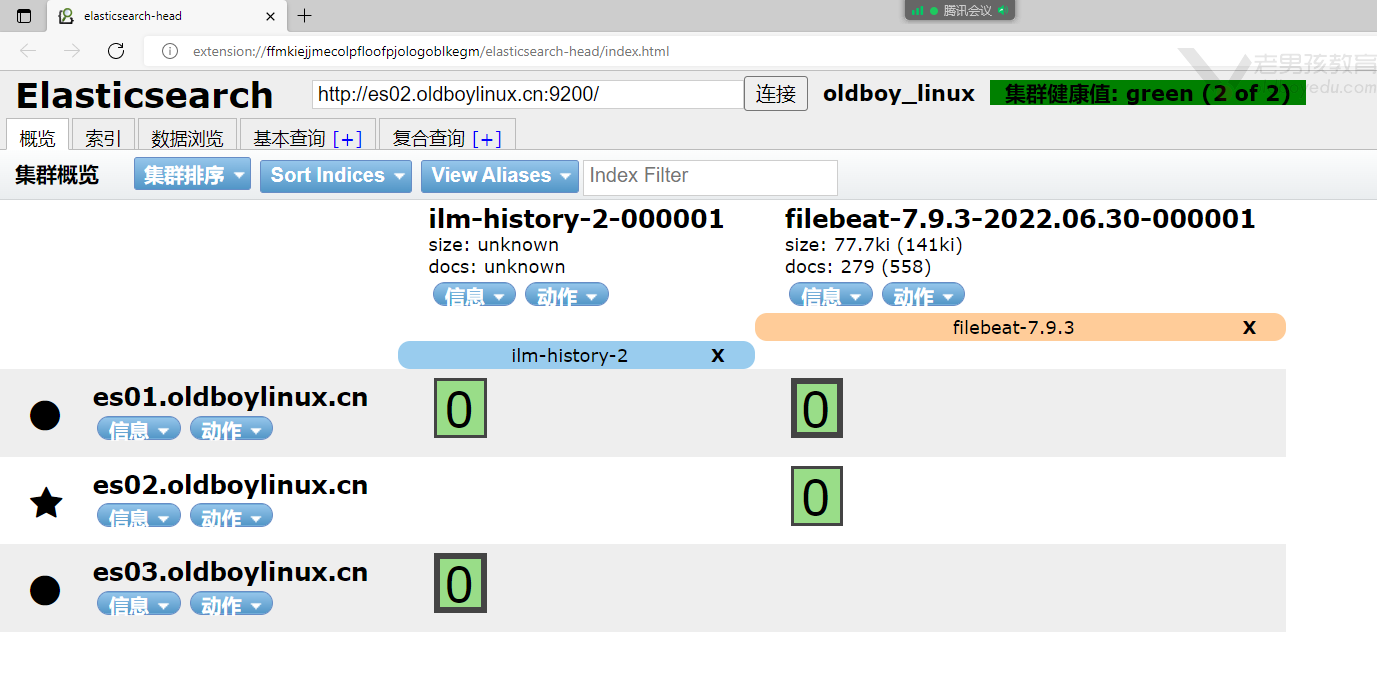 elasticsearch-head
腾讯会议
extension://ffmkiejjmecolpfloofpjologoblkegm/elasticsearch-head/index.html
老男孩教育
Elasticsearch http://es02.oldboylinux.cn:9200/ 连接 oldboy_linux 集群健康值: green (2 of 2)
edu.com
概览 索引 数据浏览 基本查询 [+] 复合查询 [+]
集群概览 集群排序 Sort Indices View Aliases Index Filter
ilm-history-2-000001 filebeat-7.9.3-2022.06.30-000001
size: unknown size: 77.7ki (141ki)
docs: unknown docs: 279 (558)
信息 动作 信息 动作
filebeat-7.9.3 X
ilm-history-2 X
es01.oldboylinux.cn 0 0
信息 动作
es02.oldboylinux.cn 0
信息 动作
es03.oldboylinux.cn 0
信息 动作